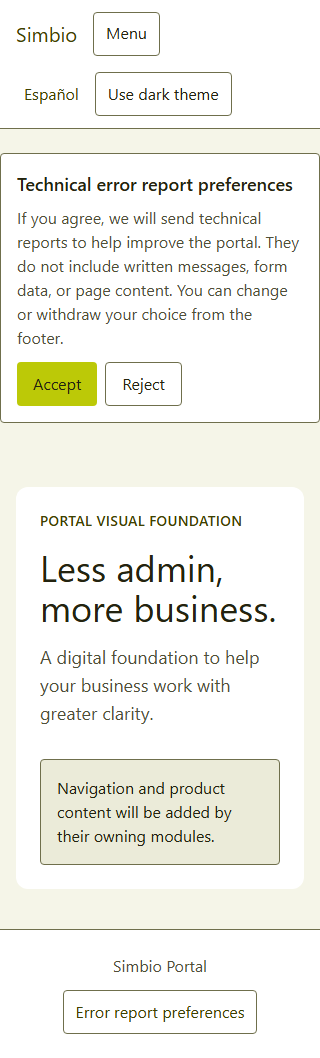 Simbio
Menu
Español
Use dark theme
Technical error report preferences
If you agree, we will send technical
reports to help improve the portal. They
do not include written messages, form
data, or page content. You can change
or withdraw your choice from the
footer.
Accept
Reject
PORTAL VISUAL FOUNDATION
Less admin,
more business.
A digital foundation to help
your business work with
greater clarity.
Navigation and product
content will be added by
their owning modules.
Simbio Portal
Error report preferences